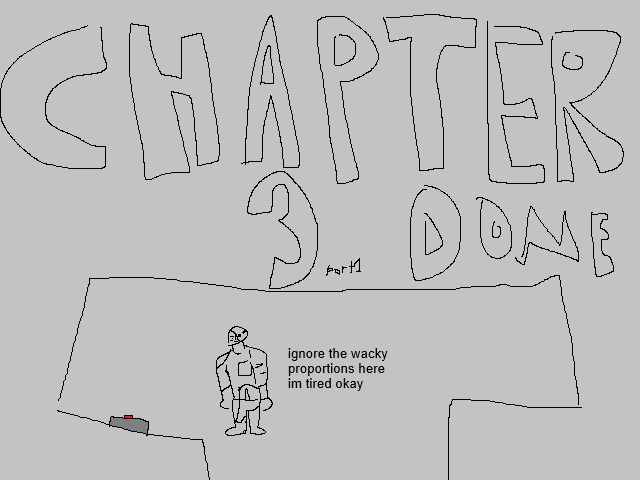 CHAPTER
3 part1 DONE
ignore the wacky
proportions here
im tired okay